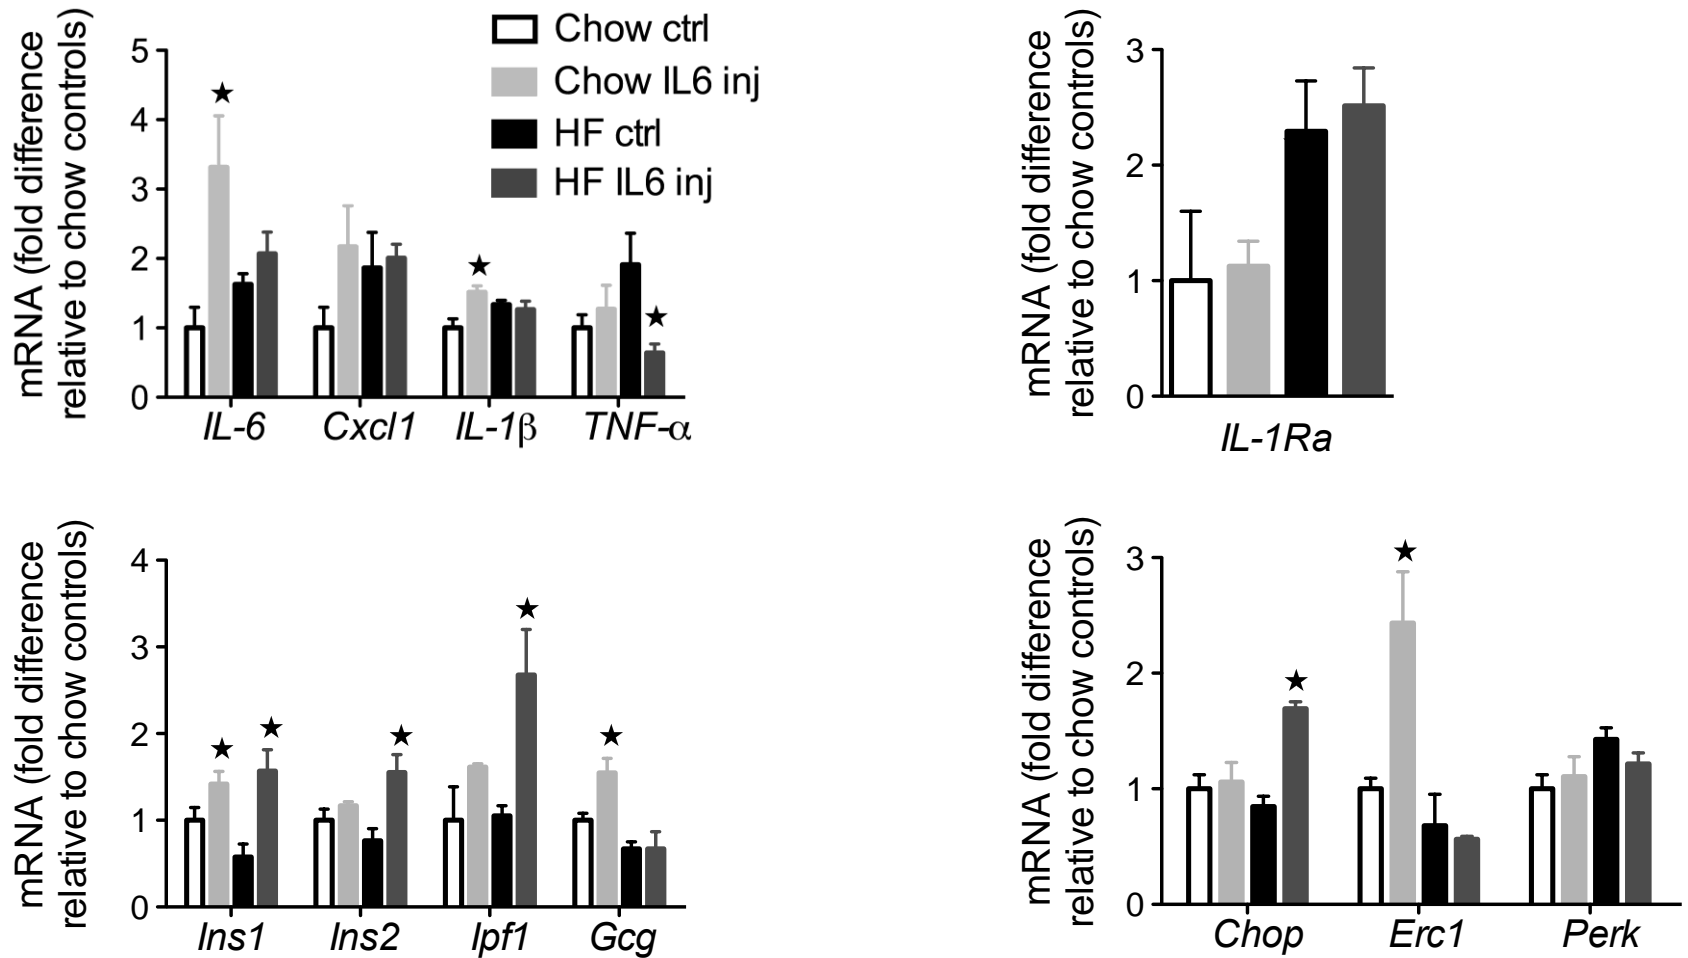 Chow ctrl
Chow IL6 inj
HF ctrl
HF IL6 inj
mRNA (fold difference
relative to chow controls)
5
4
3
2
1
0
IL-6 Cxcl1 IL-1β TNF-α
mRNA (fold difference
relative to chow controls)
3
2
1
0
IL-1Ra
mRNA (fold difference
relative to chow controls)
4
3
2
1
0
Ins1 Ins2 Ipf1 Gcg
mRNA (fold difference
relative to chow controls)
3
2
1
0
Chop Erc1 Perk